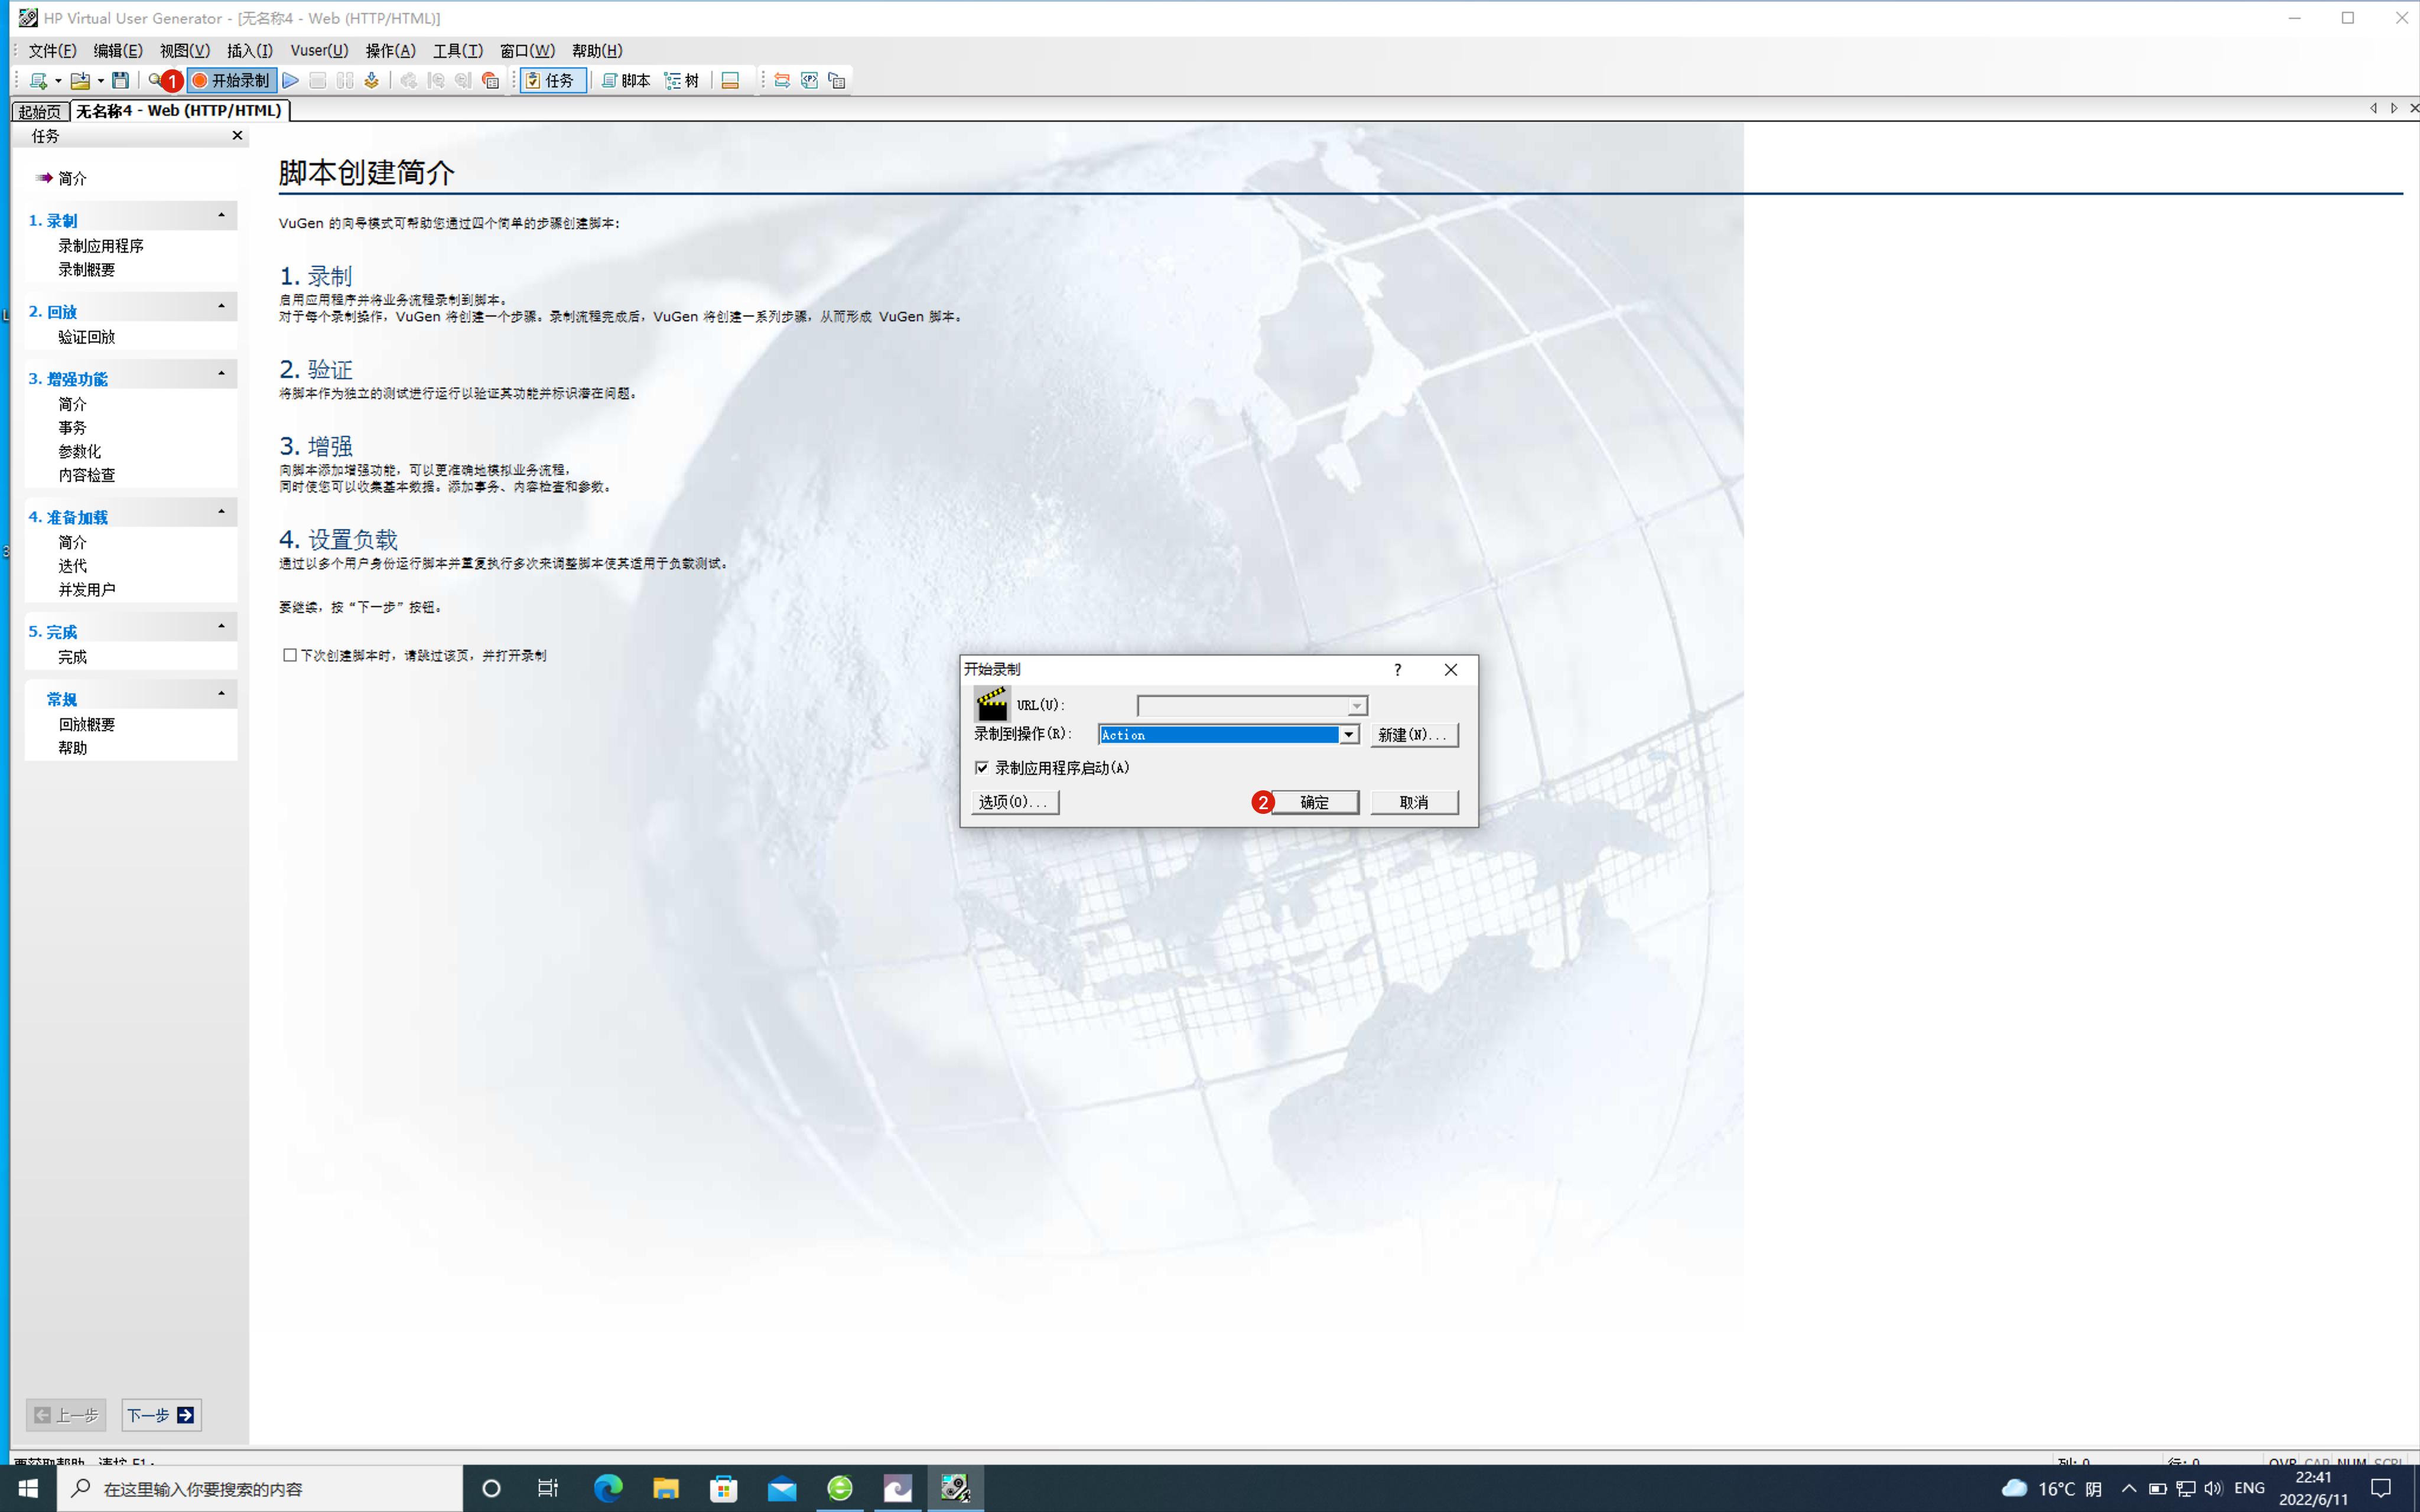 HP Virtual User Generator - [无名称4 - Web (HTTP/HTML)]
文件(F) 编辑(E) 视图(V) 插入(I) Vuser(U) 操作(A) 工具(T) 窗口(W) 帮助(H)
1 开始录制 任务 脚本 树
起始页 无名称4 - Web (HTTP/HTML)
任务
简介
1. 录制
录制应用程序
录制概要
2. 回放
验证回放
3. 增强功能
简介
事务
参数化
内容检查
4. 准备加载
简介
迭代
并发用户
5. 完成
完成
常规
回放概要
帮助
上一步 下一步
脚本创建简介
VuGen 的向导模式可帮助您通过四个简单的步骤创建脚本：
1. 录制
启用应用程序并将业务流程录制到脚本。
对于每个录制操作，VuGen 将创建一个步骤。录制流程完成后，VuGen 将创建一系列步骤，从而形成 VuGen 脚本。
2. 验证
将脚本作为独立的测试进行运行以验证其功能并标识潜在问题。
3. 增强
向脚本添加增强功能，可以更准确地模拟业务流程，
同时使您可以收集基本数据。添加事务、内容检查和参数。
4. 设置负载
通过以多个用户身份运行脚本并重复执行多次来调整脚本使其适用于负载测试。
要继续，按“下一步”按钮。
下次创建脚本时，请跳过该页，并打开录制
开始录制 ?
URL(U):
录制到操作(R): Action 新建(N)...
录制应用程序启动(A)
选项(O)... 2 确定 取消
要获取帮助，请按 F1。 列: 0 行: 0 OVR CAP NUM SCRL
在这里输入你要搜索的内容
16°C 阴 ENG 22:41
2022/6/11